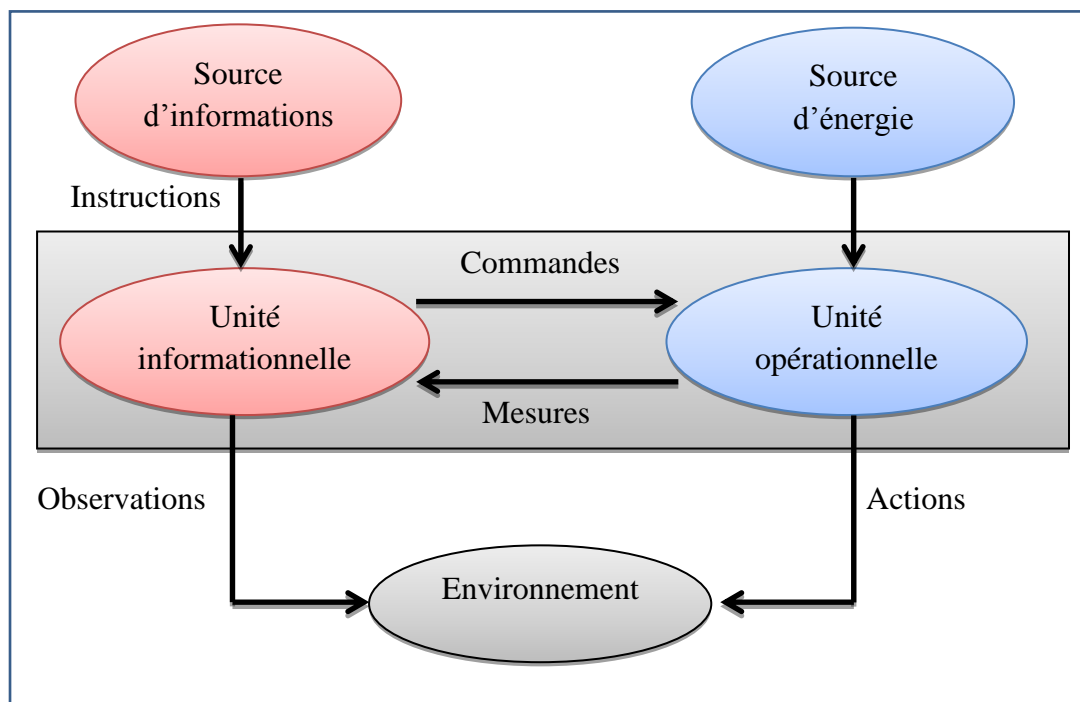 Source
d’informations
Source
d’énergie
Instructions
Commandes
Unité
informationnelle
Unité
opérationnelle
Mesures
Observations
Actions
Environnement